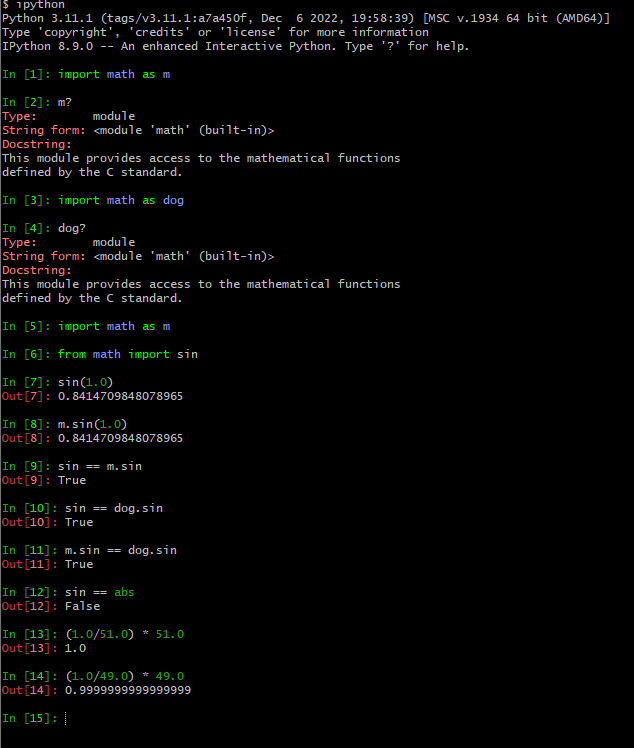 $ ipython
Python 3.11.1 (tags/v3.11.1:a7a450f, Dec  6 2022, 19:58:39) [MSC v.1934 64 bit (AMD64)]
Type 'copyright', 'credits' or 'license' for more information
IPython 8.9.0 -- An enhanced Interactive Python. Type '?' for help.
In [1]: import math as m
In [2]: m?
Type:        module
String form: <module 'math' (built-in)>
Docstring:
This module provides access to the mathematical functions
defined by the C standard.
In [3]: import math as dog
In [4]: dog?
Type:        module
String form: <module 'math' (built-in)>
Docstring:
This module provides access to the mathematical functions
defined by the C standard.
In [5]: import math as m
In [6]: from math import sin
In [7]: sin(1.0)
Out[7]: 0.8414709848078965
In [8]: m.sin(1.0)
Out[8]: 0.8414709848078965
In [9]: sin == m.sin
Out[9]: True
In [10]: sin == dog.sin
Out[10]: True
In [11]: m.sin == dog.sin
Out[11]: True
In [12]: sin == abs
Out[12]: False
In [13]: (1.0/51.0) * 51.0
Out[13]: 1.0
In [14]: (1.0/49.0) * 49.0
Out[14]: 0.9999999999999999
In [15]: